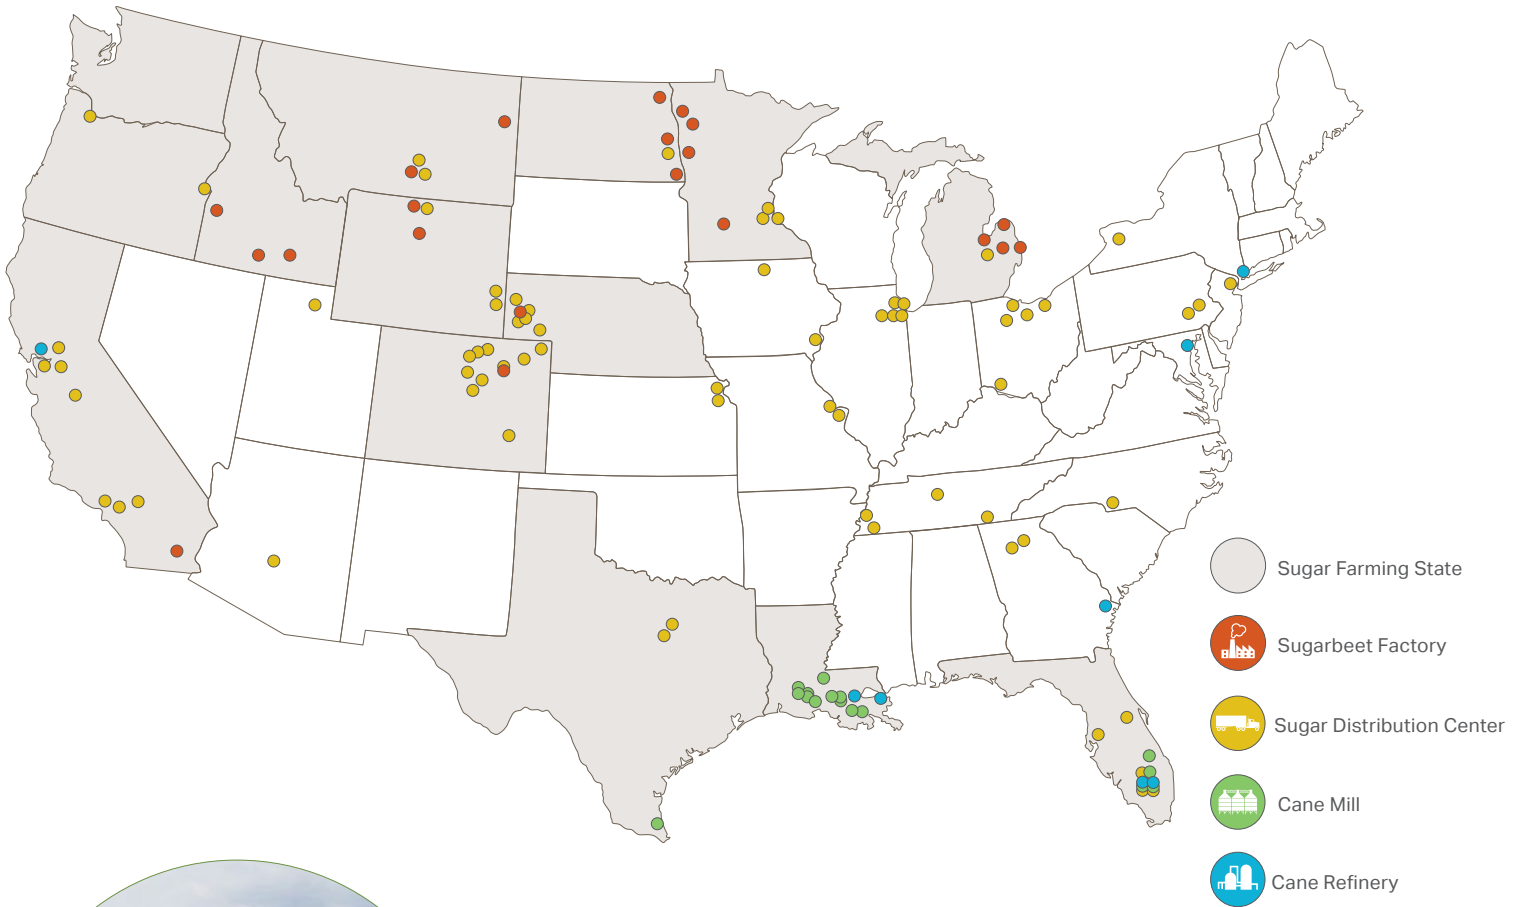 Sugar Farming State
Sugarbeet Factory
Sugar Distribution Center
Cane Mill
Cane Refinery